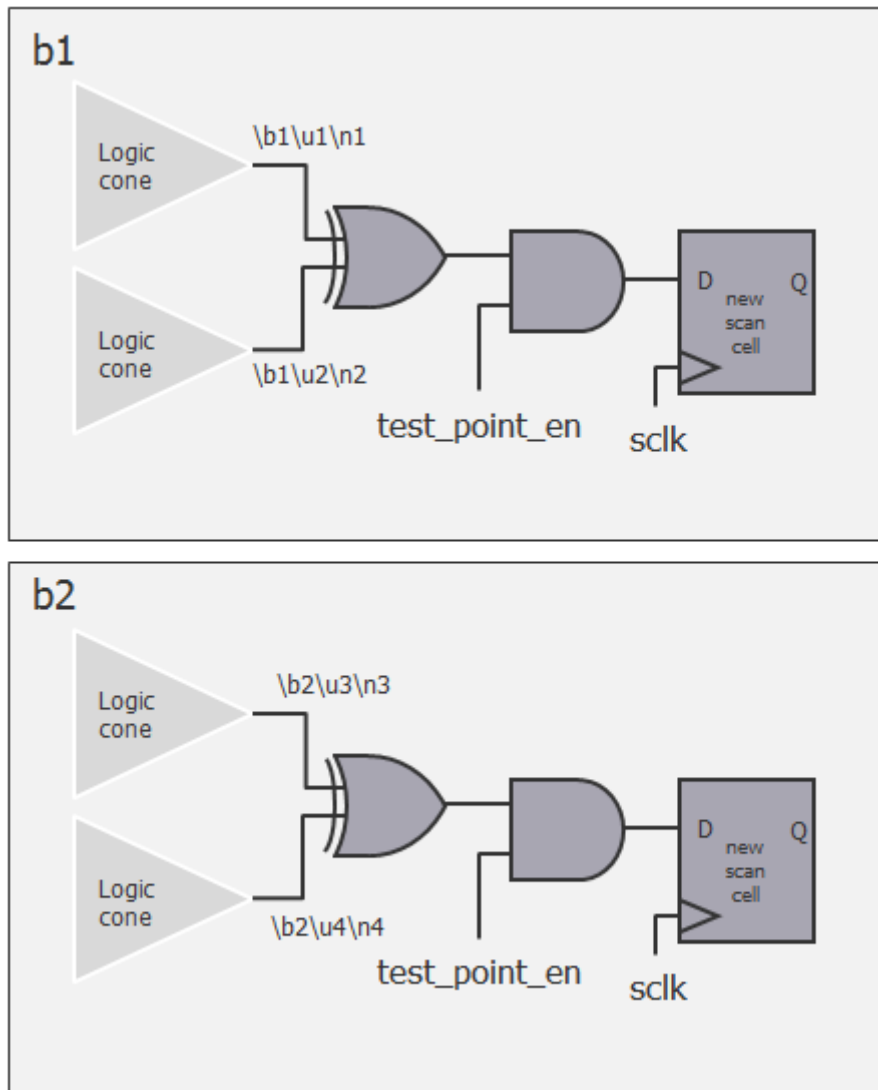 b1
Logic
cone
\b1\u1\n1
Logic
cone
\b1\u2\n2
D
Q
new
scan
cell
test_point_en
sclk
b2
Logic
cone
\b2\u3\n3
Logic
cone
\b2\u4\n4
D
Q
new
scan
cell
test_point_en
sclk